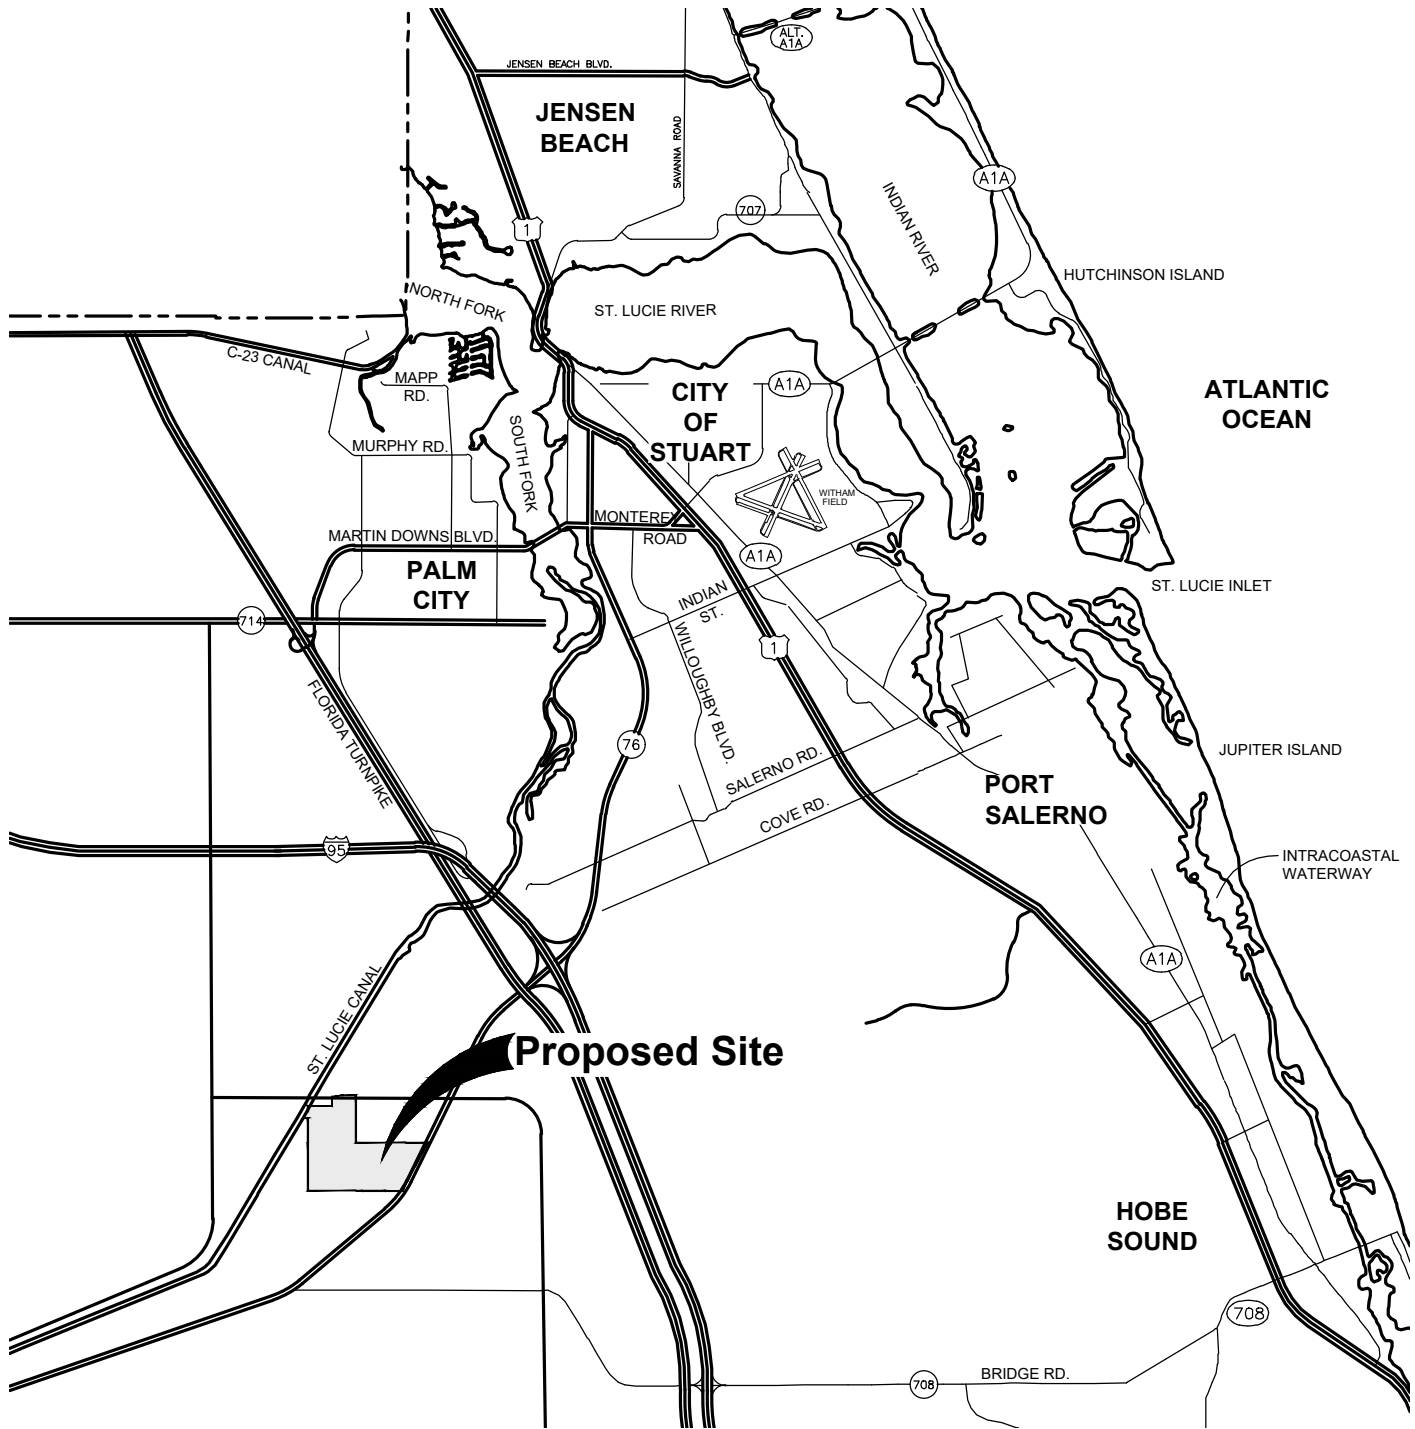 ALT.
A1A
JENSEN BEACH BLVD.
JENSEN
BEACH
SAVANNA ROAD
A1A
707
1
INDIAN RIVER
HUTCHINSON ISLAND
NORTH FORK
ST. LUCIE RIVER
C-23 CANAL
MAPP
RD.
A1A
CITY
OF
STUART
ATLANTIC
OCEAN
SOUTH FORK
MURPHY RD.
WITHAM
FIELD
MONTEREY
ROAD
MARTIN DOWNS BLVD.
A1A
PALM
CITY
ST. LUCIE INLET
INDIAN
ST.
714
1
WILLOUGHBY BLVD.
FLORIDA TURNPIKE
76
JUPITER ISLAND
SALERNO RD.
PORT
SALERNO
COVE RD.
95
INTRACOASTAL
WATERWAY
A1A
ST. LUCIE CANAL
Proposed Site
HOBE
SOUND
708
BRIDGE RD.
708